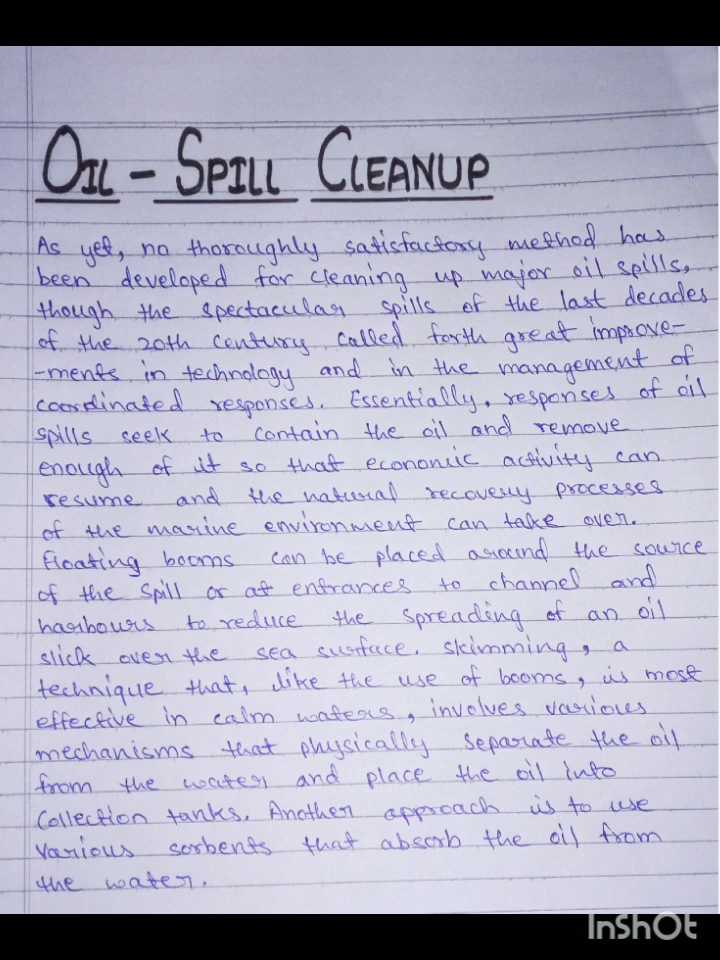 OIL - SPILL CLEANUP
As yet, no thoroughly satisfactory method has
been developed for cleaning up major oil spills,
though the spectacular spills of the last decades
of the 20th Century called forth great improve-
-ments in technology and in the management of
coordinated responses. Essentially, responses of oil
spills seek to contain the oil and remove
enough of it so that economic activity can
resume and the natural recovery processes
of the marine environment can take over.
Floating booms can be placed around the source
of the spill or at entrances to channel and
harbours to reduce the spreading of an oil
slick over the sea surface. skimming, a
technique that, like the use of booms, is most
effective in calm waters, involves various
mechanisms that physically separate the oil
from the water and place the oil into
Collection tanks. Another approach is to use
Various sorbents that absorb the oil from
the water.
InShOt